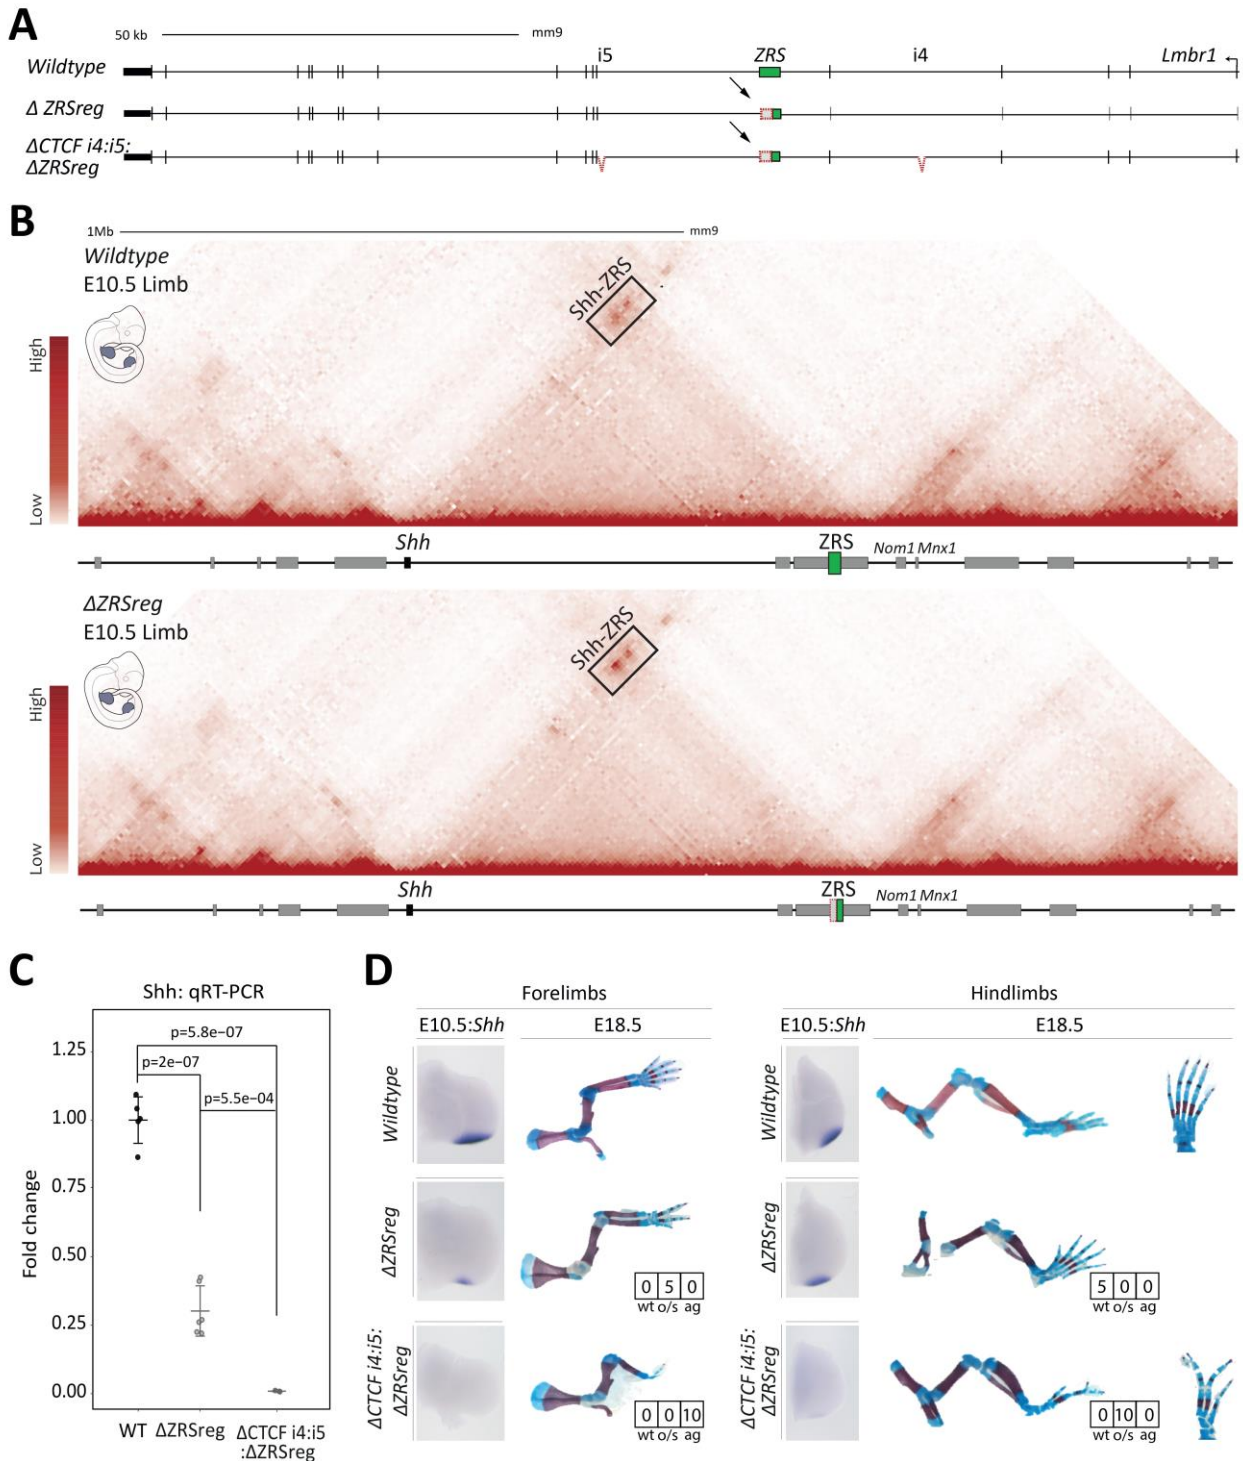 A
50 kb
mm9
i5
ZRS
i4
Lmbr1
Wildtype
Δ ZRSreg
ΔCTCF i4:i5:
ΔZRSreg
B
1Mb
mm9
Wildtype
E10.5 Limb
Shh-ZRS
High
Low
Shh
ZRS
Nom1 Mnx1
ΔZRSreg
E10.5 Limb
Shh-ZRS
High
Low
Shh
ZRS
Nom1 Mnx1
C
Shh: qRT-PCR
p=5.8e−07
p=2e−07
p=5.5e−04
Fold change
1.25
1.00
0.75
0.50
0.25
0.00
WT
ΔZRSreg
ΔCTCF i4:i5
:ΔZRSreg
D
Forelimbs
Hindlimbs
E10.5:Shh
E18.5
E10.5:Shh
E18.5
Wildtype
Wildtype
ΔZRSreg
0 5 0
wt o/s ag
ΔZRSreg
5 0 0
wt o/s ag
ΔCTCF i4:i5:
ΔZRSreg
0 0 10
wt o/s ag
ΔCTCF i4:i5:
ΔZRSreg
0 10 0
wt o/s ag